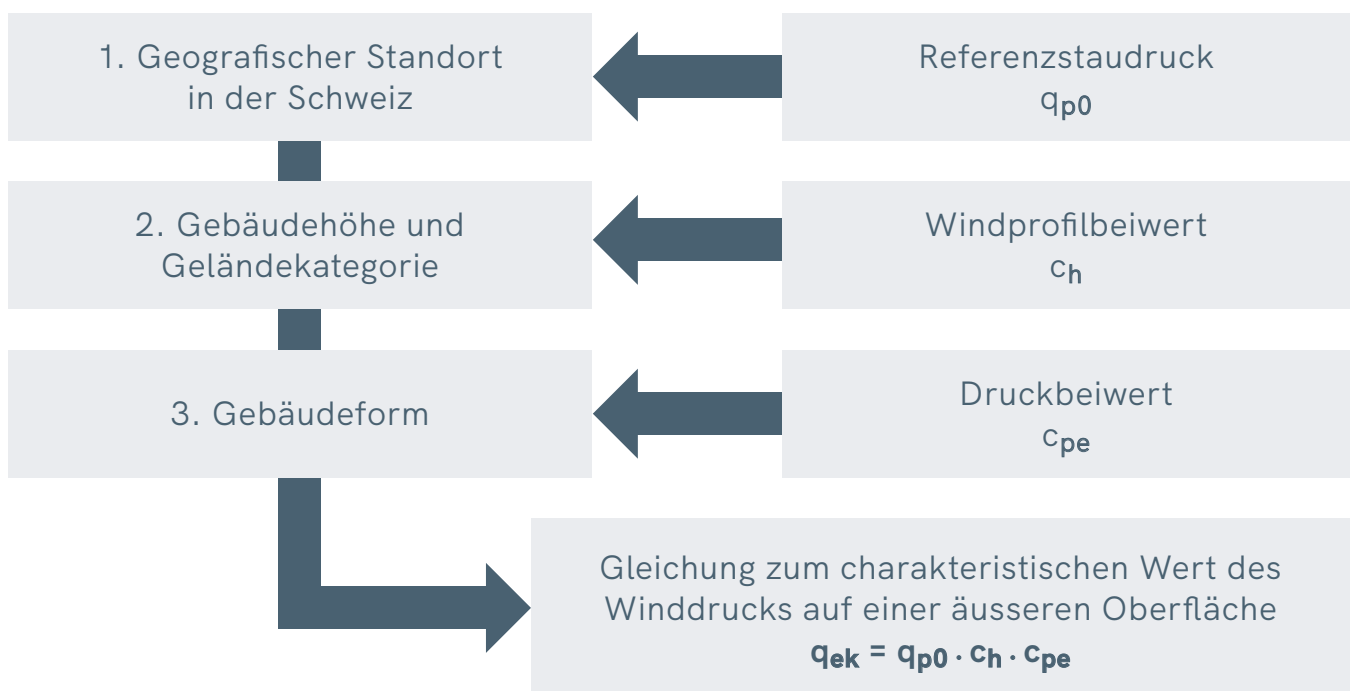 1. Geografischer Standort
in der Schweiz
Referenzstaudruck
qp0
2. Gebäudehöhe und
Geländekategorie
Windprofilbeiwert
ch
3. Gebäudeform
Druckbeiwert
cpe
Gleichung zum charakteristischen Wert des
Winddrucks auf einer äusseren Oberfläche
qek = qp0 · ch · cpe